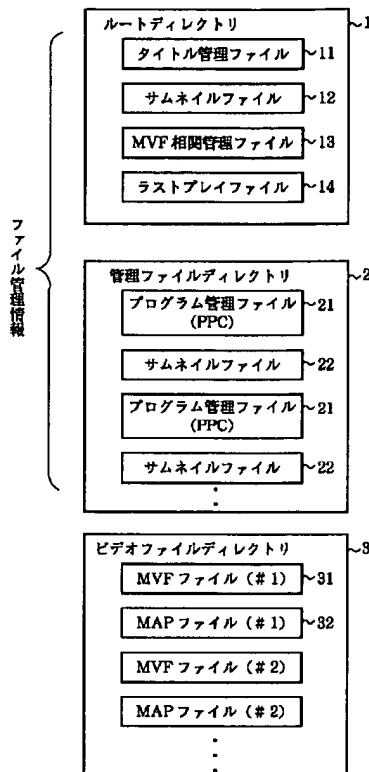 ルートディレクトリ
~1
タイトル管理ファイル
~11
サムネイルファイル
~12
MVF相関管理ファイル
~13
ラストプレイファイル
~14
ファイル管理情報
管理ファイルディレクトリ
~2
プログラム管理ファイル
(PPC)
~21
サムネイルファイル
~22
プログラム管理ファイル
(PPC)
~21
サムネイルファイル
~22
ビデオファイルディレクトリ
~3
MVFファイル(#1)
~31
MAPファイル(#1)
~32
MVFファイル(#2)
MAPファイル(#2)